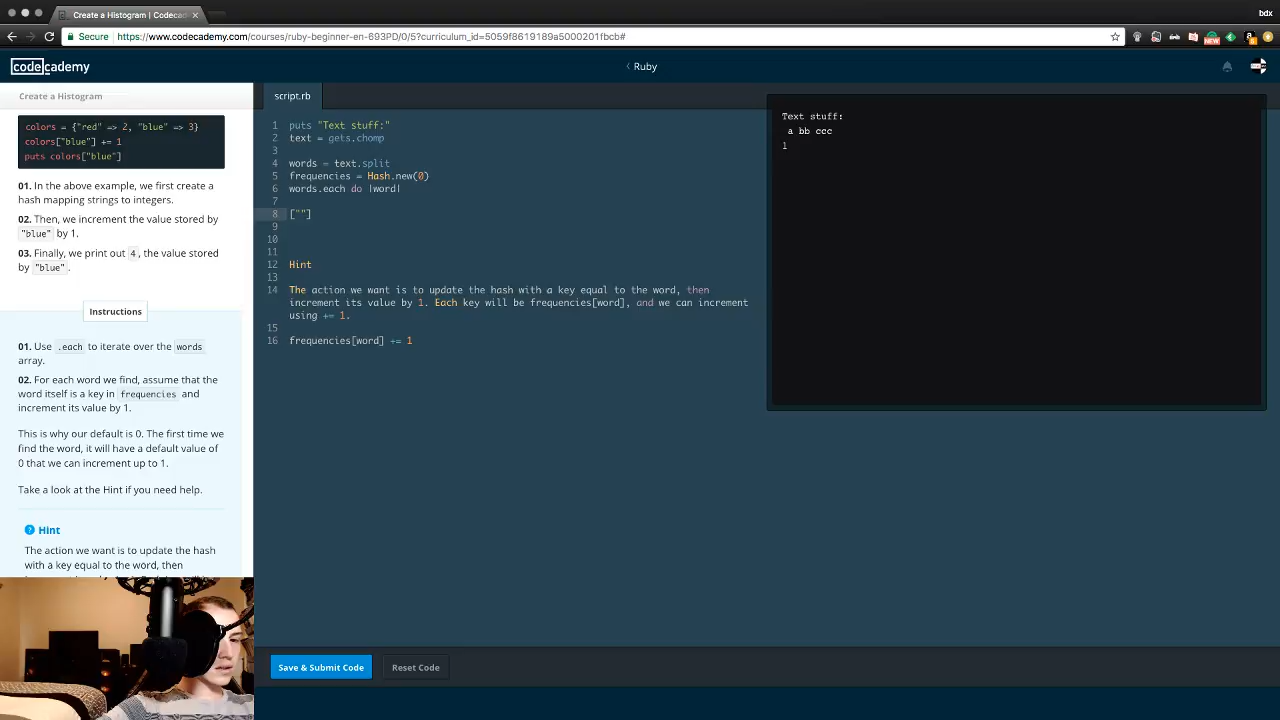 Create a Histogram | Codecad
bdx
Secure
https://www.codecademy.com/courses/ruby-beginner-en-693PD/0/5?curriculum_id=5059f8619189a5000201fbcb#
codecademy
Ruby
Create a Histogram
script.rb
colors = {"red" => 2, "blue" => 3}
colors["blue"] += 1
puts colors["blue"]
01. In the above example, we first create a
hash mapping strings to integers.
02. Then, we increment the value stored by
"blue" by 1.
03. Finally, we print out 4, the value stored
by "blue".
Instructions
01. Use .each to iterate over the words
array.
02. For each word we find, assume that the
word itself is a key in frequencies and
increment its value by 1.
This is why our default is 0. The first time we
find the word, it will have a default value of
0 that we can increment up to 1.
Take a look at the Hint if you need help.
? Hint
The action we want is to update the hash
with a key equal to the word, then
1 puts "Text stuff:"
2 text = gets.chomp
3
4 words = text.split
5 frequencies = Hash.new(0)
6 words.each do |word|
7
8 [""]
9
10
11
12 Hint
13
14 The action we want is to update the hash with a key equal to the word, then
increment its value by 1. Each key will be frequencies[word], and we can increment
using += 1.
15
16 frequencies[word] += 1
Text stuff:
a bb ccc
1
Save & Submit Code
Reset Code